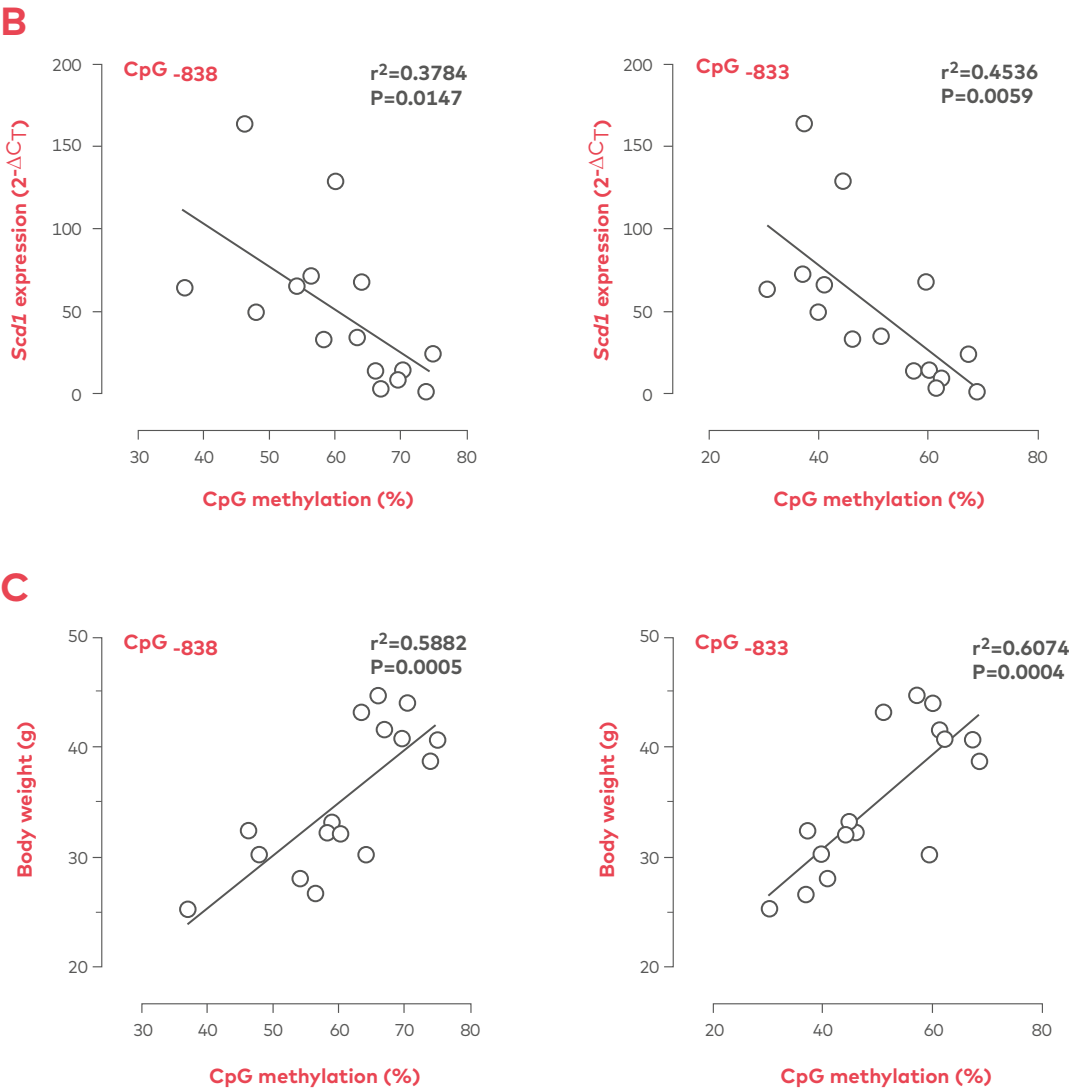 B
CpG -838
r²=0.3784
P=0.0147
200
150
100
50
0
Scd1 expression (2-ΔCT)
30 40 50 60 70 80
CpG methylation (%)
CpG -833
r²=0.4536
P=0.0059
200
150
100
50
0
Scd1 expression (2-ΔCT)
20 40 60 80
CpG methylation (%)
C
CpG -838
r²=0.5882
P=0.0005
50
40
30
20
Body weight (g)
30 40 50 60 70 80
CpG methylation (%)
CpG -833
r²=0.6074
P=0.0004
50
40
30
20
Body weight (g)
20 40 60 80
CpG methylation (%)